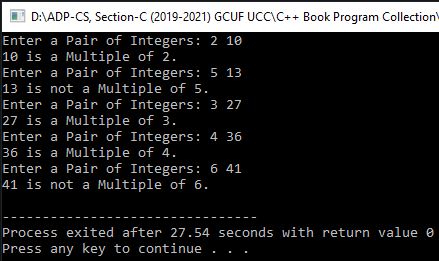 D:\ADP-CS, Section-C (2019-2021) GCUF UCC\C++ Book Program Collection\
Enter a Pair of Integers: 2 10
10 is a Multiple of 2.
Enter a Pair of Integers: 5 13
13 is not a Multiple of 5.
Enter a Pair of Integers: 3 27
27 is a Multiple of 3.
Enter a Pair of Integers: 4 36
36 is a Multiple of 4.
Enter a Pair of Integers: 6 41
41 is not a Multiple of 6.
--------------------------------
Process exited after 27.54 seconds with return value 0
Press any key to continue . . .